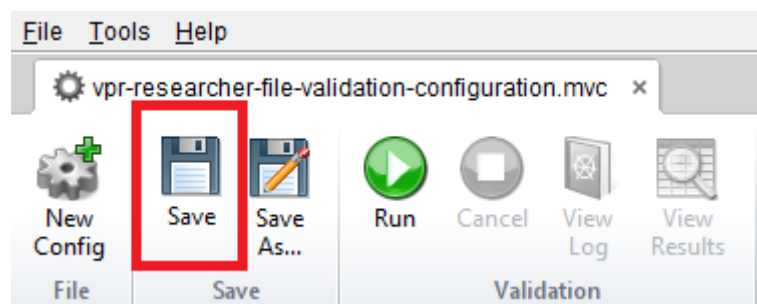 File Tools Help
vpr-researcher-file-validation-configuration.mvc ×
New Config
Save
Save As...
Run
Cancel
View Log
View Results
File
Save
Validation